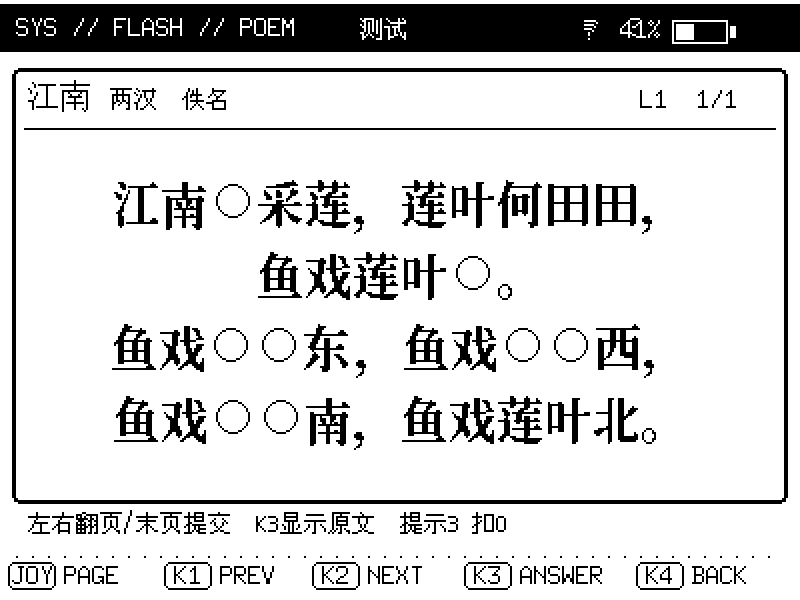 SYS // FLASH // POEM 测试 41%
江南 两汉 佚名 L1 1/1
江南○采莲，莲叶何田田，
鱼戏莲叶○。
鱼戏○○东，鱼戏○○西，
鱼戏○○南，鱼戏莲叶北。
左右翻页/末页提交 K3显示原文 提示3 扣0
JOY PAGE K1 PREV K2 NEXT K3 ANSWER K4 BACK